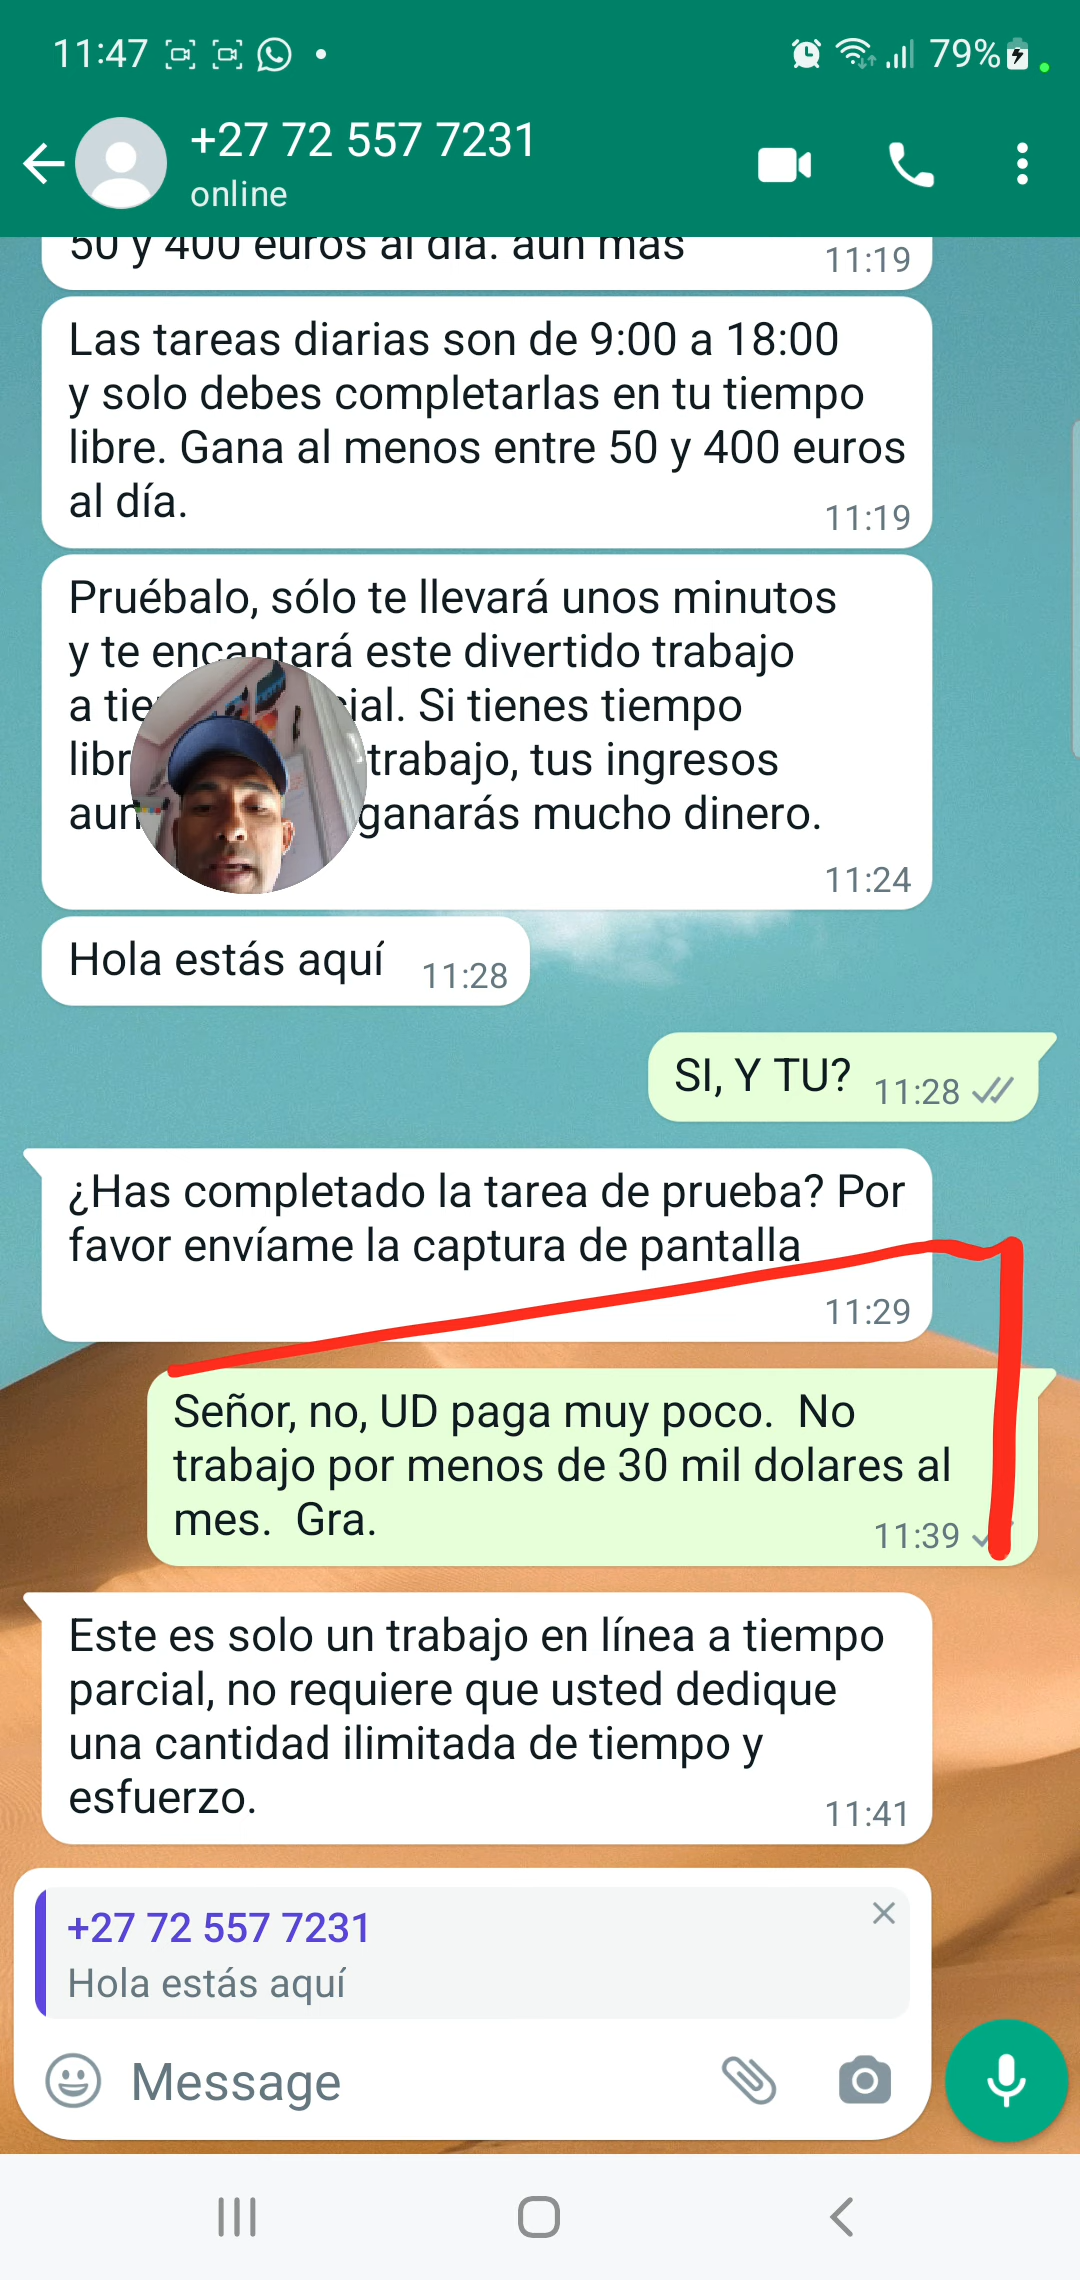 11:47
79%
+27 72 557 7231
online
50 y 400 euros al día. aún más
11:19
Las tareas diarias son de 9:00 a 18:00
y solo debes completarlas en tu tiempo
libre. Gana al menos entre 50 y 400 euros
al día.
11:19
Pruébalo, sólo te llevará unos minutos
y te encantará este divertido trabajo
a Si tienes tiempo
trabajo, tus ingresos
ganarás mucho dinero.
11:24
Hola estás aquí 11:28
SI, Y TU? 11:28
¿Has completado la tarea de prueba? Por
favor envíame la captura de pantalla
11:29
Señor, no, UD paga muy poco. No
trabajo por menos de 30 mil dolares al
mes. Gra.
11:39
Este es solo un trabajo en línea a tiempo
parcial, no requiere que usted dedique
una cantidad ilimitada de tiempo y
esfuerzo.
11:41
+27 72 557 7231
Hola estás aquí
Message